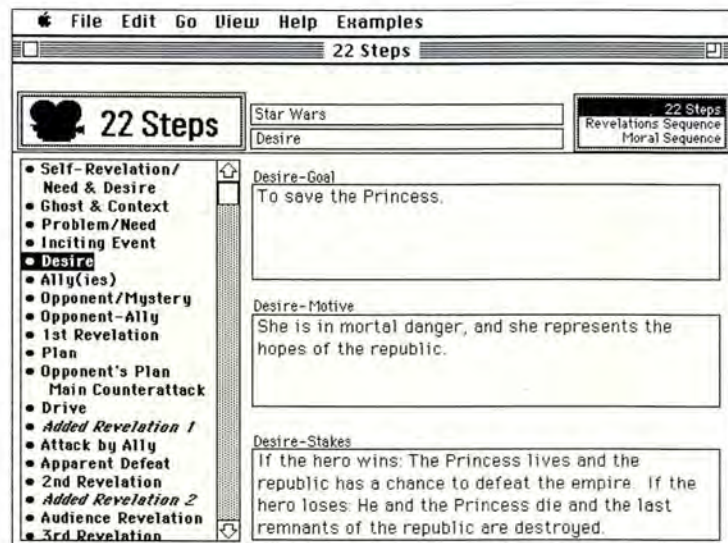 File Edit Go View Help Examples
22 Steps
22 Steps
Star Wars
Desire
22 Steps
Revelations Sequence
Moral Sequence
• Self-Revelation/
Need & Desire
• Ghost & Context
• Problem/Need
• Inciting Event
• Desire
• Ally(ies)
• Opponent/Mystery
• Opponent-Ally
• 1st Revelation
• Plan
• Opponent's Plan
Main Counterattack
• Drive
• Added Revelation 1
• Attack by Ally
• Apparent Defeat
• 2nd Revelation
• Added Revelation 2
• Audience Revelation
• 3rd Revelation
Desire-Goal
To save the Princess.
Desire-Motive
She is in mortal danger, and she represents the
hopes of the republic.
Desire-Stakes
If the hero wins: The Princess lives and the
republic has a chance to defeat the empire. If the
hero loses: He and the Princess die and the last
remnants of the republic are destroyed.